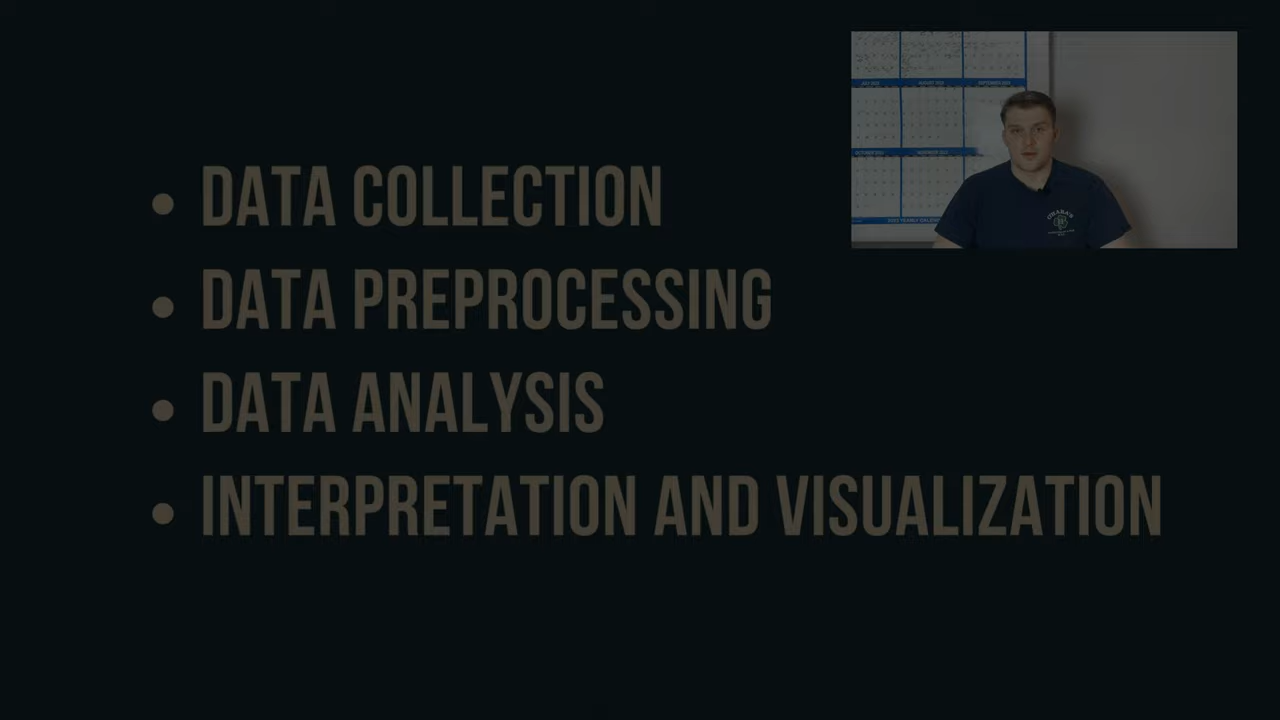 • DATA COLLECTION
• DATA PREPROCESSING
• DATA ANALYSIS
• INTERPRETATION AND VISUALIZATION